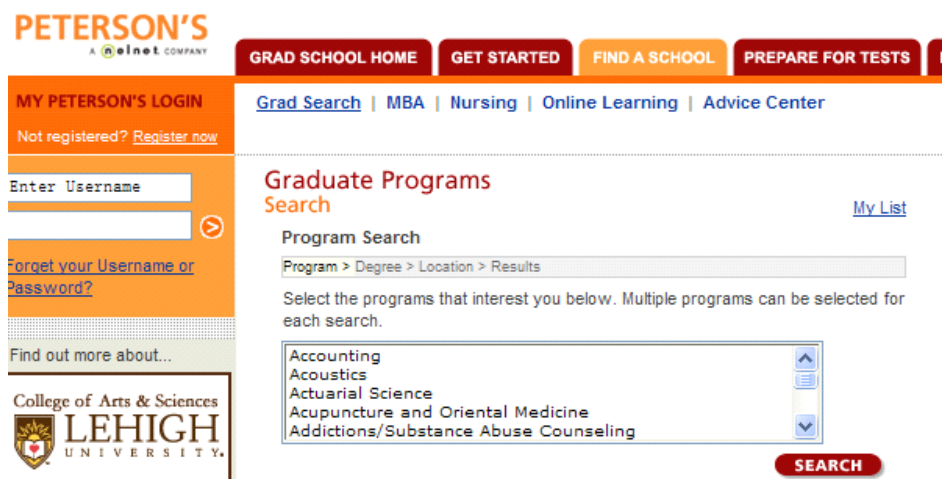 PETERSON'S
A nelnet COMPANY
GRAD SCHOOL HOME
GET STARTED
FIND A SCHOOL
PREPARE FOR TESTS
MY PETERSON'S LOGIN
Not registered? Register now
Grad Search | MBA | Nursing | Online Learning | Advice Center
Enter Username
Forget your Username or
Password?
Find out more about...
College of Arts & Sciences
LEHIGH
UNIVERSITY.
Graduate Programs
Search
My List
Program Search
Program > Degree > Location > Results
Select the programs that interest you below. Multiple programs can be selected for
each search.
Accounting
Acoustics
Actuarial Science
Acupuncture and Oriental Medicine
Addictions/Substance Abuse Counseling
SEARCH